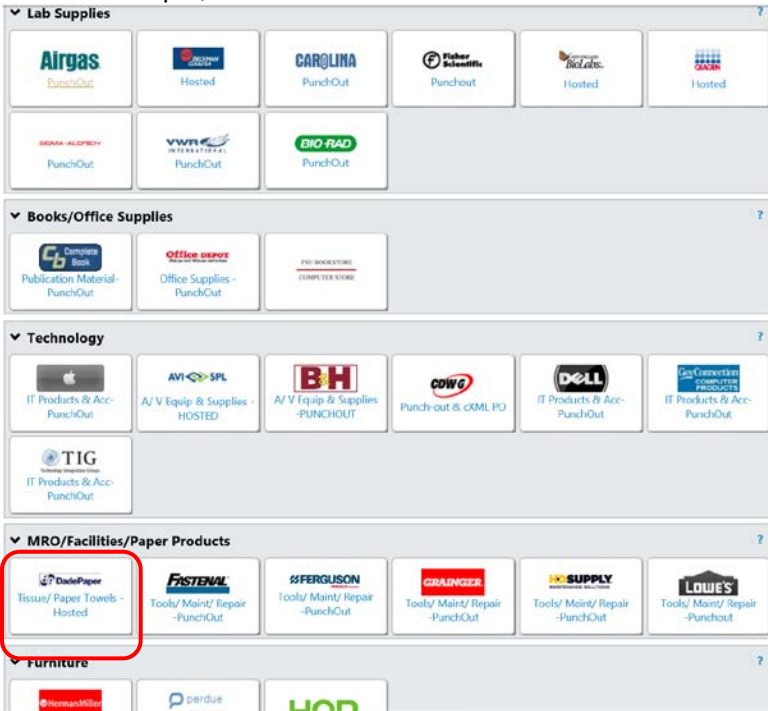 Lab Supplies
?
Airgas
PunchOut
BECKMAN
COULTER
Hosted
CAROLINA
PunchOut
Fisher
Scientific
Punchout
BioLabs
Hosted
QIAGEN
Hosted
SIGMA-ALDRICH
PunchOut
VWR
INTERNATIONAL
PunchOut
BIO-RAD
PunchOut
Books/Office Supplies
?
Complete
Book
Publication Material-
PunchOut
Office DEPOT
Office Supplies -
PunchOut
FSU BOOKSTORE
COMPUTER STORE
Technology
?
IT Products & Acc-
PunchOut
AVI SPL
A/ V Equip & Supplies -
HOSTED
B&H
A/ V Equip & Supplies
-PUNCHOUT
CDWG
Punch-out & cXML PO
DELL
IT Products & Acc-
PunchOut
GovConnection
COMPUTER
PRODUCTS
IT Products & Acc-
PunchOut
TIG
Technology Integration Group
IT Products & Acc-
PunchOut
MRO/Facilities/Paper Products
?
DadePaper
Tissue/ Paper Towels -
Hosted
FASTENAL
Tools/ Maint/ Repair
-PunchOut
FERGUSON
Tools/ Maint/ Repair
-PunchOut
GRAINGER
Tools/ Maint/ Repair
-PunchOut
HD SUPPLY
Tools/ Maint/ Repair
-PunchOut
LOWE'S
Tools/ Maint/ Repair
-Punchout
Furniture
?
HermanMiller
perdue